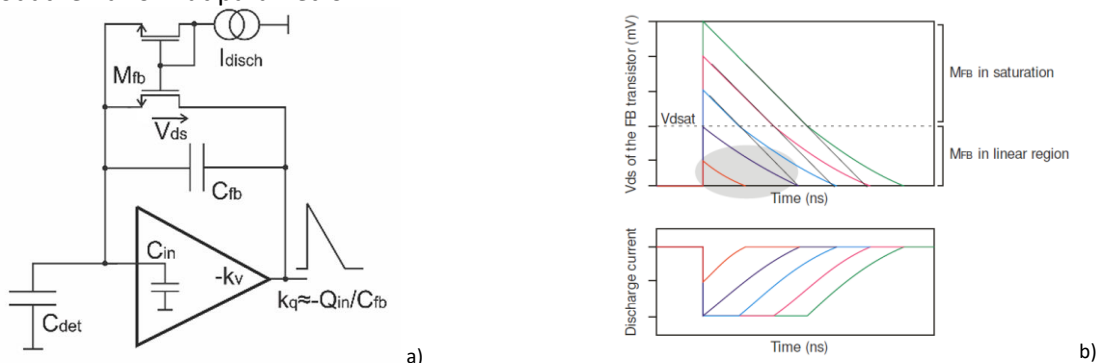 I disch
Mfb
Vds
Cfb
Cin
-kv
kq≈-Qin/Cfb
Cdet
a)
Vds of the FB transistor (mV)
Vdsat
MFB in saturation
MFB in linear region
Time (ns)
Discharge current
Time (ns)
b)